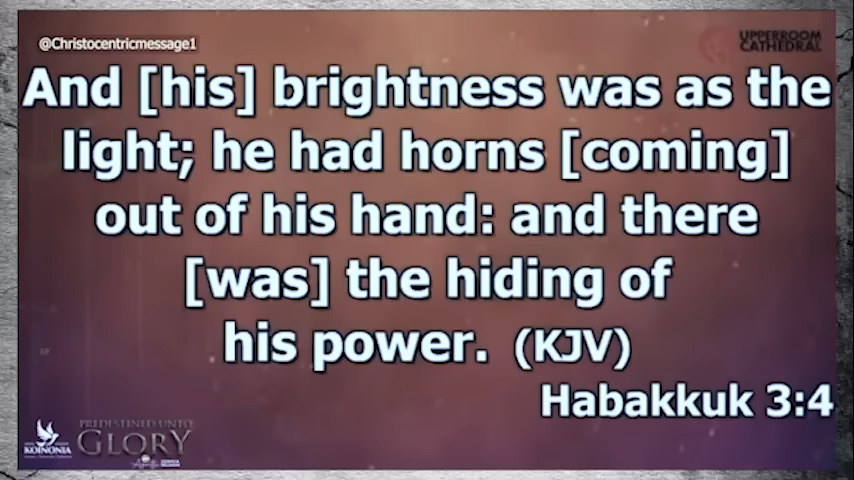 @Christocentricmessage1
UPPERROOM
CATHEDRAL
And [his] brightness was as the
light; he had horns [coming]
out of his hand: and there
[was] the hiding of
his power. (KJV)
Habakkuk 3:4
KOINONIA
PREDESTINED UNTO
GLORY